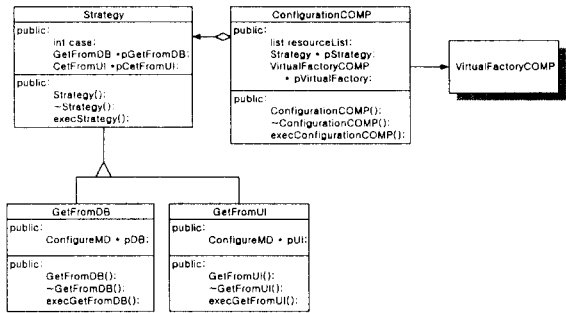 Strategy
public:
int case:
GetFromDB *pGetFromDB:
CetFromUI *pCetFromUI:
public:
Strategy():
~Strategy():
execStrategy():
ConfigurationCOMP
public:
list resourceList:
Strategy * pStrategy:
VirtualFactoryCOMP
* pVirtualFactory:
public:
ConfigurationCOMP():
~ConfigurationCOMP():
execConfigurationCOMP():
VirtualFactoryCOMP
GetFromDB
public:
ConfigureMD * pDB:
public:
GetFromDB():
~GetFromDB():
execGetFromDB():
GetFromUI
public:
ConfigureMD * pUI:
public:
GetFromUI():
~GetFromUI():
execGetFromUI():